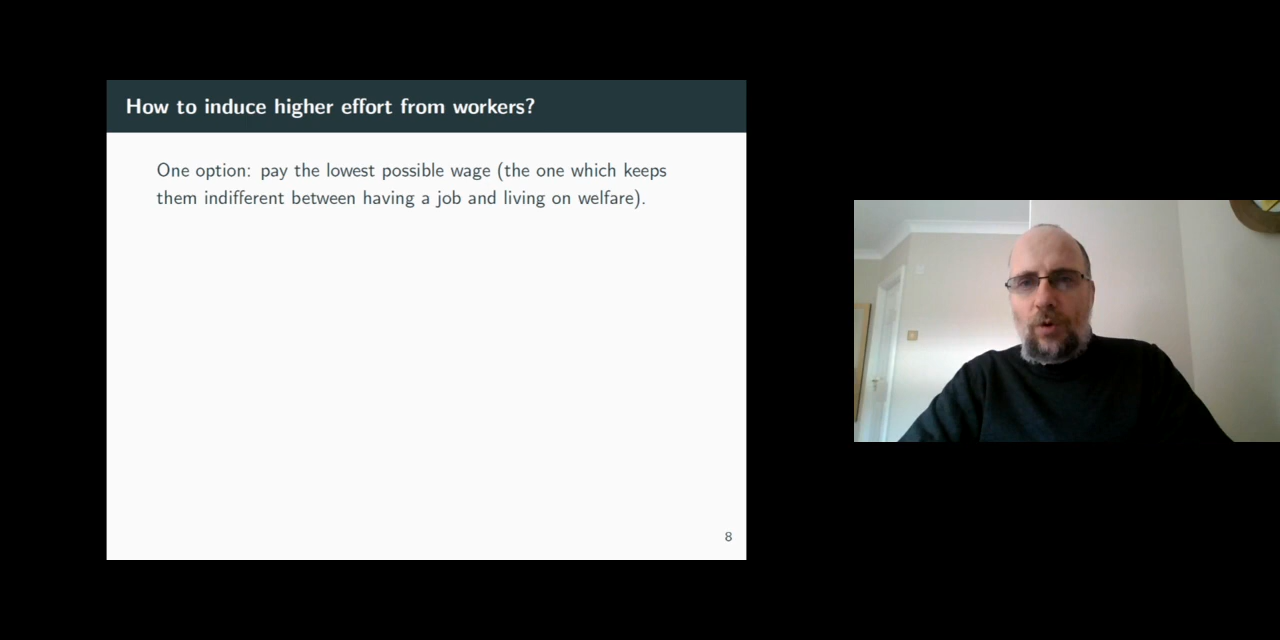 How to induce higher effort from workers?
One option: pay the lowest possible wage (the one which keeps
them indifferent between having a job and living on welfare).
8